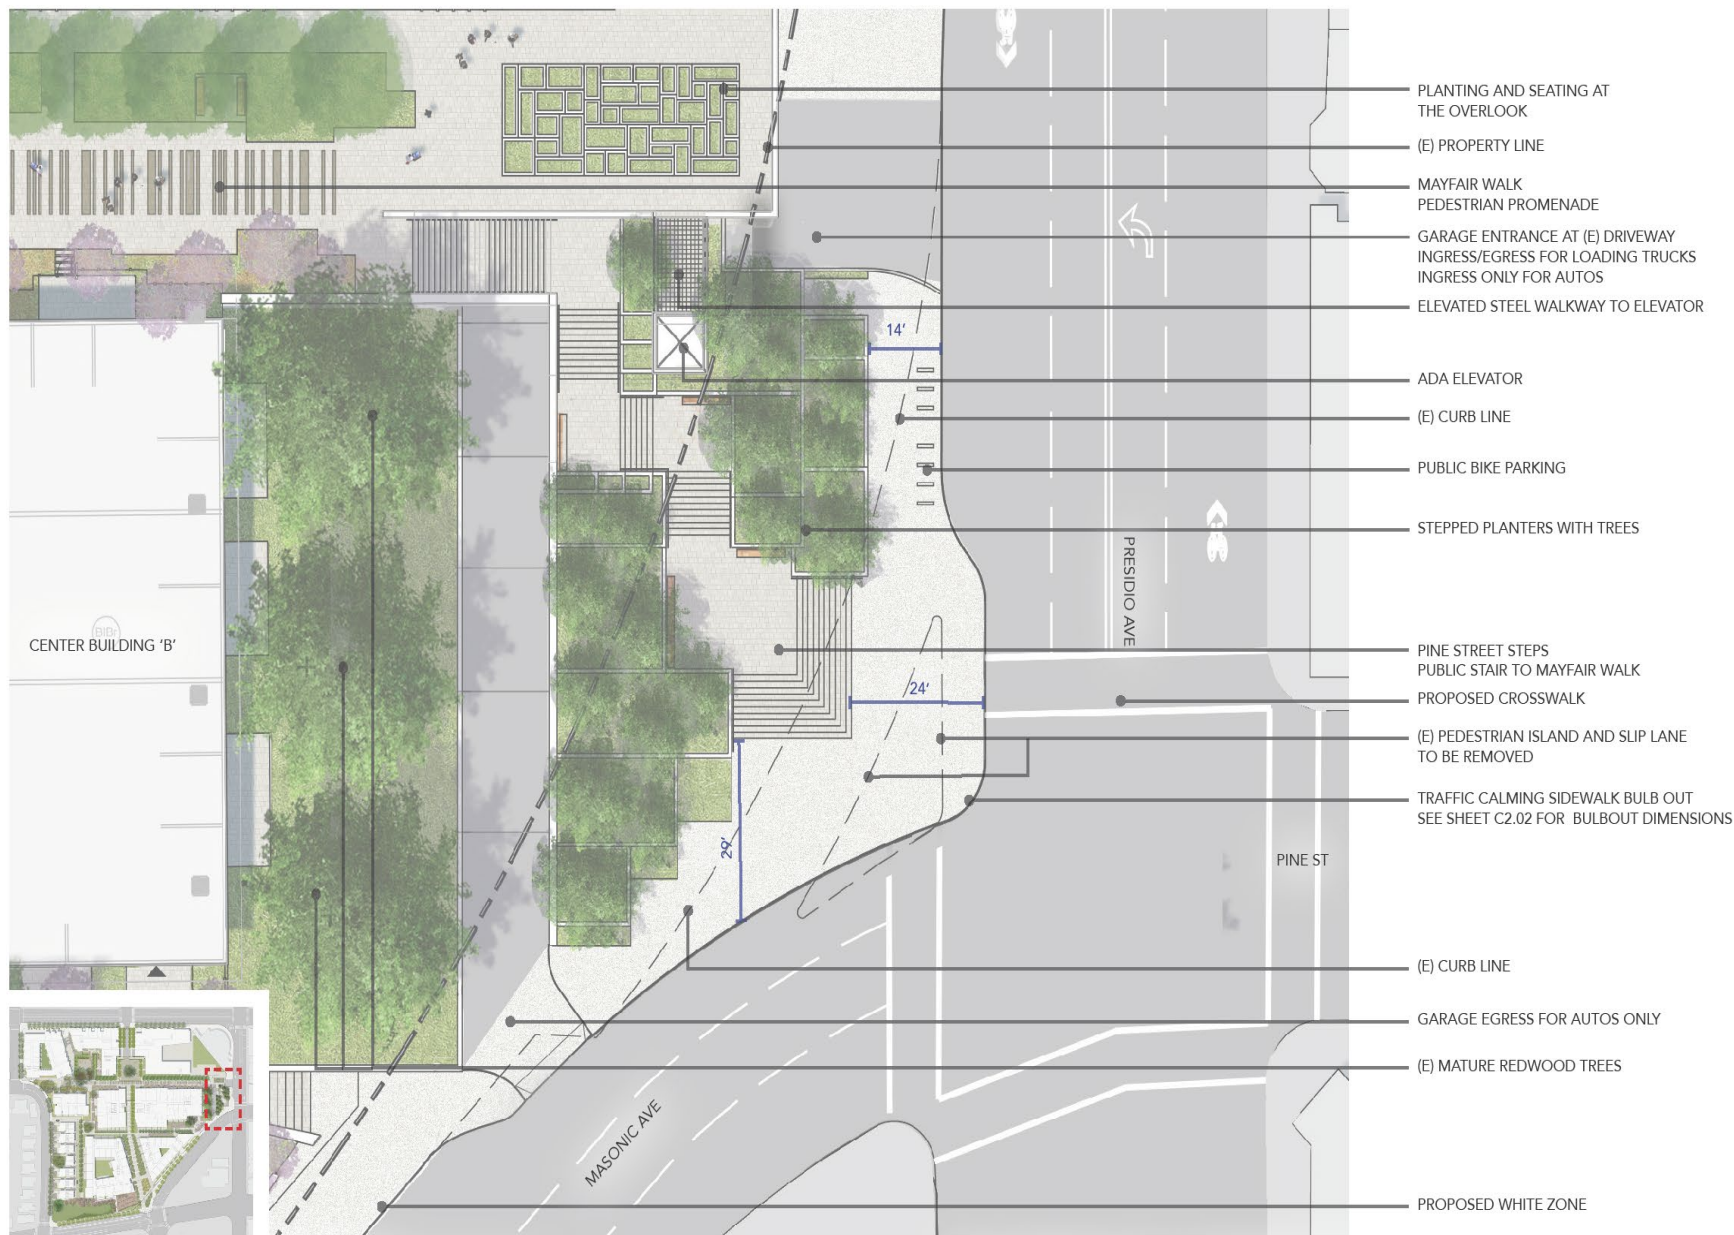 PLANTING AND SEATING AT
THE OVERLOOK
(E) PROPERTY LINE
MAYFAIR WALK
PEDESTRIAN PROMENADE
GARAGE ENTRANCE AT (E) DRIVEWAY
INGRESS/EGRESS FOR LOADING TRUCKS
INGRESS ONLY FOR AUTOS
ELEVATED STEEL WALKWAY TO ELEVATOR
14'
ADA ELEVATOR
(E) CURB LINE
PUBLIC BIKE PARKING
STEPPED PLANTERS WITH TREES
PRESIDIO AVE
CENTER BUILDING 'B'
PINE STREET STEPS
PUBLIC STAIR TO MAYFAIR WALK
24'
PROPOSED CROSSWALK
(E) PEDESTRIAN ISLAND AND SLIP LANE
TO BE REMOVED
TRAFFIC CALMING SIDEWALK BULB OUT
SEE SHEET C2.02 FOR BULBOUT DIMENSIONS
29'
PINE ST
(E) CURB LINE
GARAGE EGRESS FOR AUTOS ONLY
(E) MATURE REDWOOD TREES
MASONIC AVE
PROPOSED WHITE ZONE